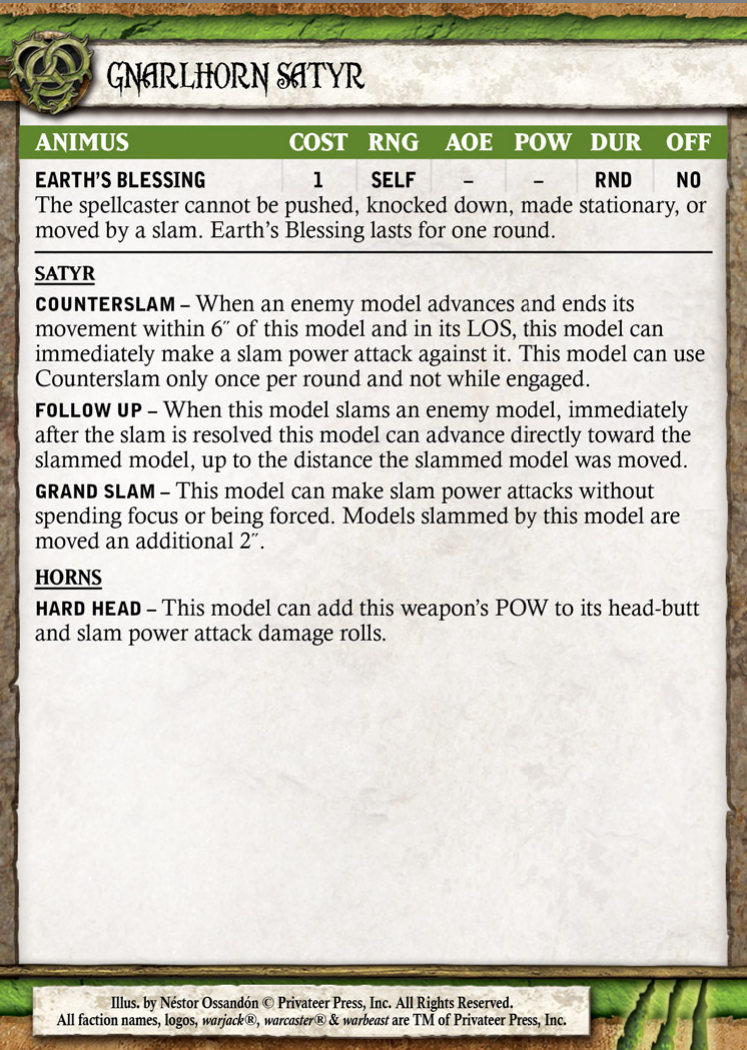 GNARLHORN SATYR
ANIMUS COST RNG AOE POW DUR OFF
EARTH'S BLESSING 1 SELF – – RND NO
The spellcaster cannot be pushed, knocked down, made stationary, or
moved by a slam. Earth's Blessing lasts for one round.
SATYR
COUNTERSLAM – When an enemy model advances and ends its
movement within 6˝ of this model and in its LOS, this model can
immediately make a slam power attack against it. This model can use
Counterslam only once per round and not while engaged.
FOLLOW UP – When this model slams an enemy model, immediately
after the slam is resolved this model can advance directly toward the
slammed model, up to the distance the slammed model was moved.
GRAND SLAM – This model can make slam power attacks without
spending focus or being forced. Models slammed by this model are
moved an additional 2˝.
HORNS
HARD HEAD – This model can add this weapon's POW to its head-butt
and slam power attack damage rolls.
Illus. by Néstor Ossandón © Privateer Press, Inc. All Rights Reserved.
All faction names, logos, warjack®, warcaster® & warbeast are TM of Privateer Press, Inc.